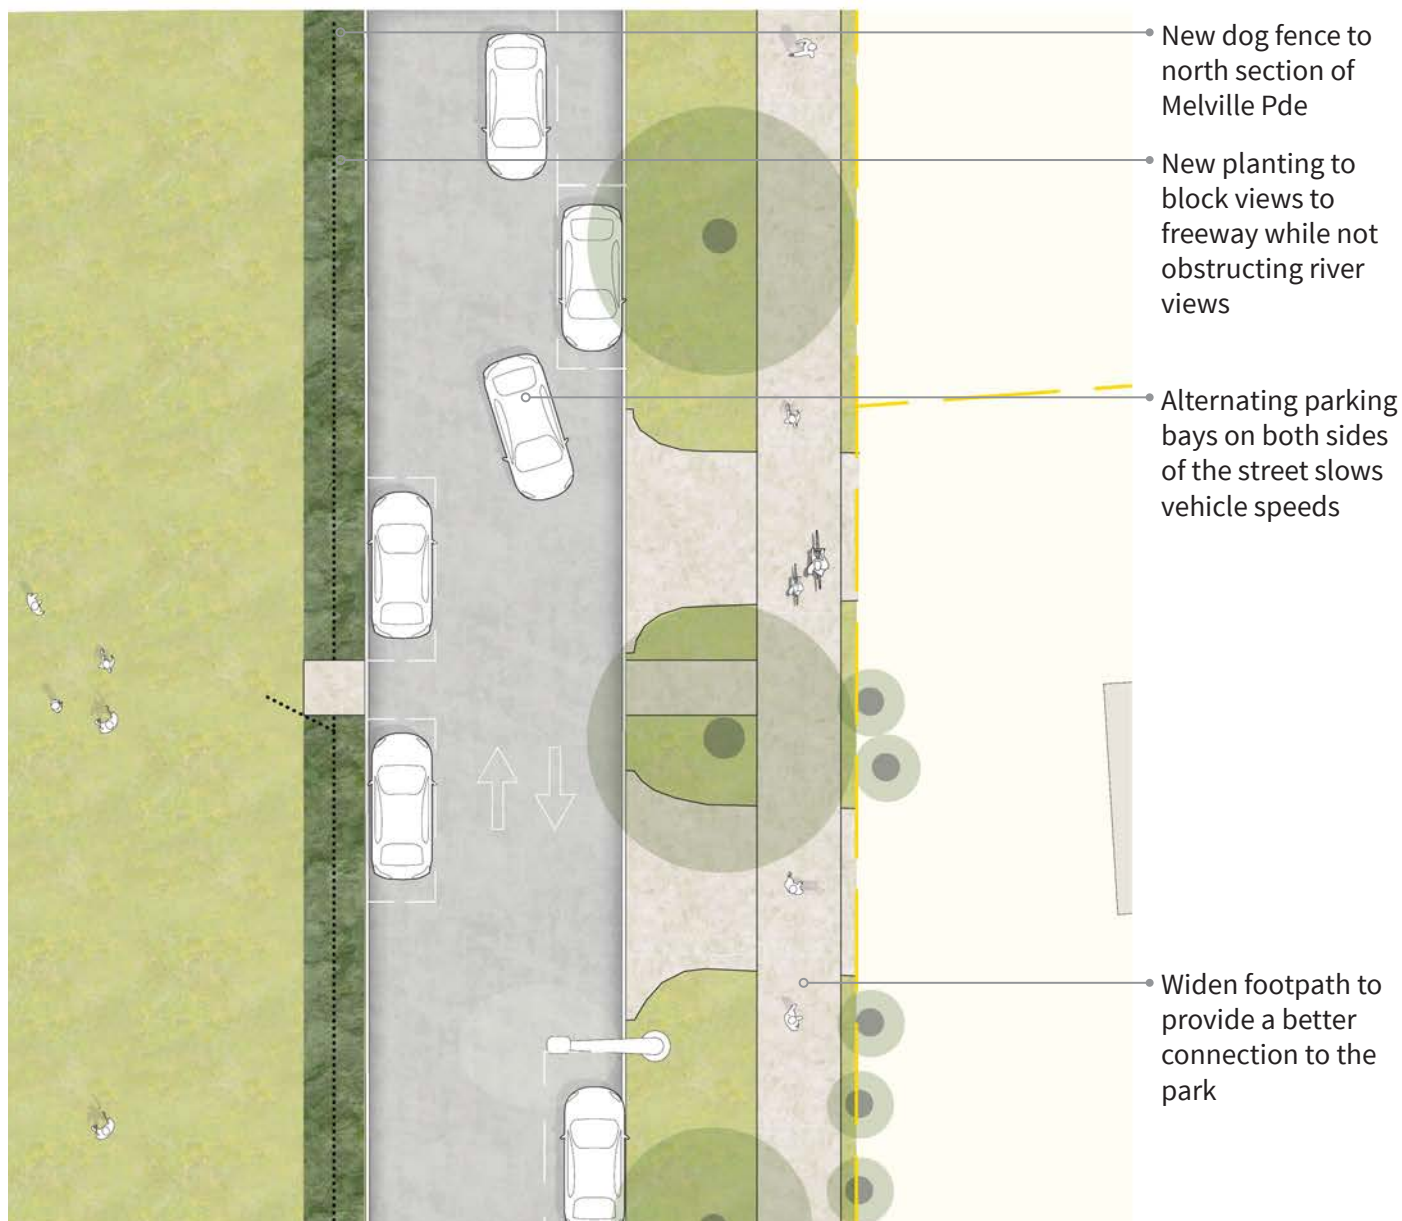 New dog fence to
north section of
Melville Pde
New planting to
block views to
freeway while not
obstructing river
views
Alternating parking
bays on both sides
of the street slows
vehicle speeds
Widen footpath to
provide a better
connection to the
park